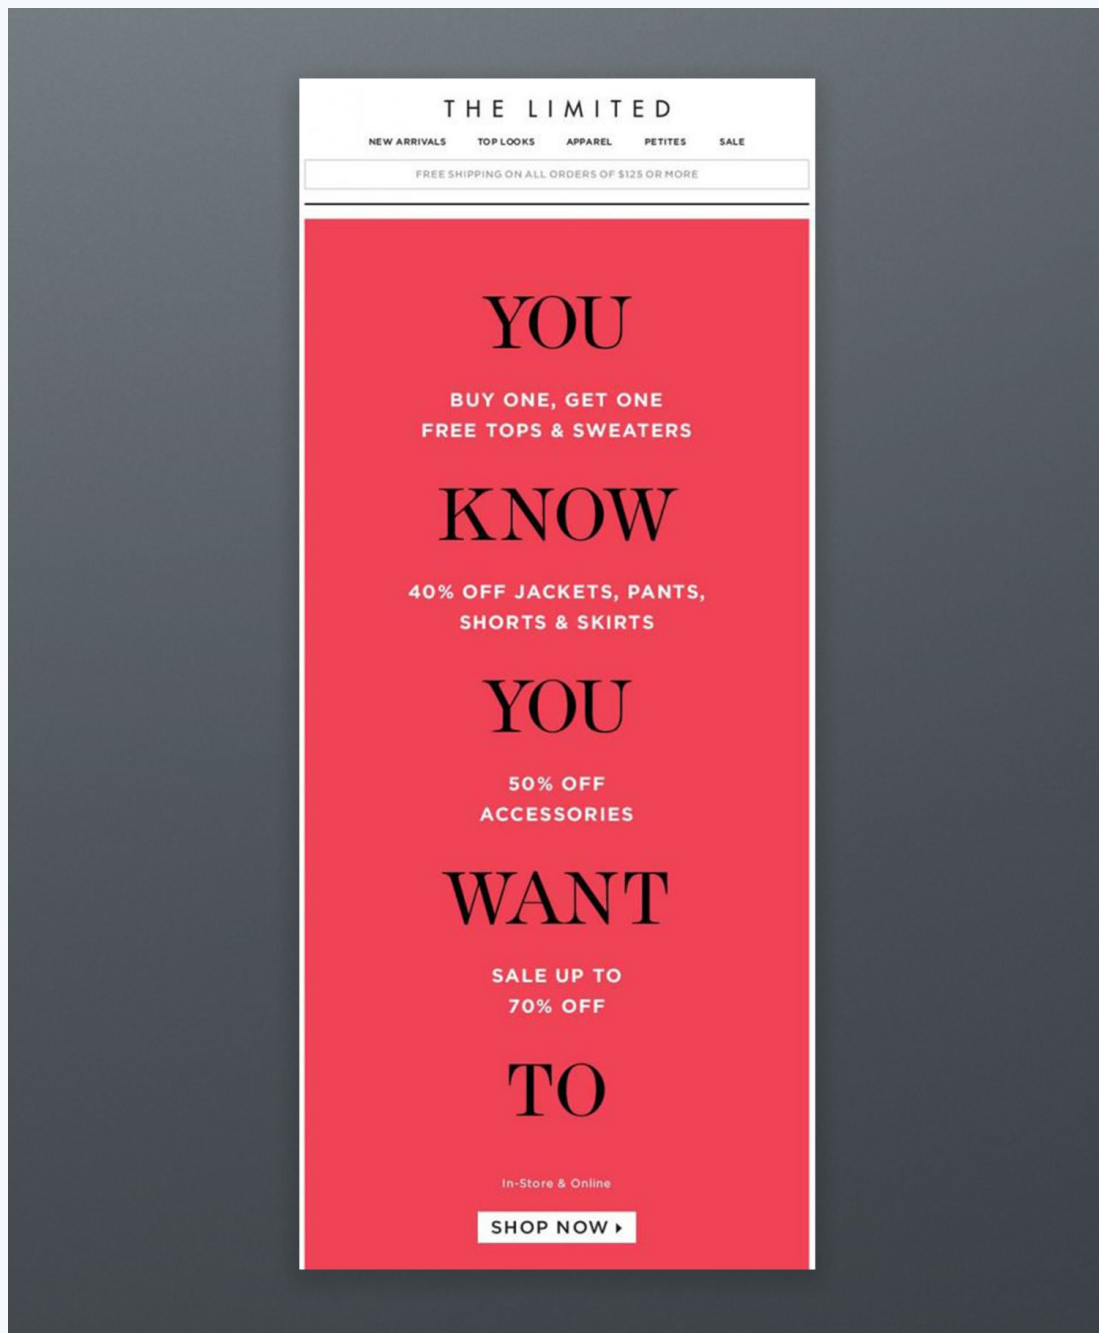 THE LIMITED
NEW ARRIVALS TOP LOOKS APPAREL PETITES SALE
FREE SHIPPING ON ALL ORDERS OF $125 OR MORE
YOU
BUY ONE, GET ONE
FREE TOPS & SWEATERS
KNOW
40% OFF JACKETS, PANTS,
SHORTS & SKIRTS
YOU
50% OFF
ACCESSORIES
WANT
SALE UP TO
70% OFF
TO
In-Store & Online
SHOP NOW